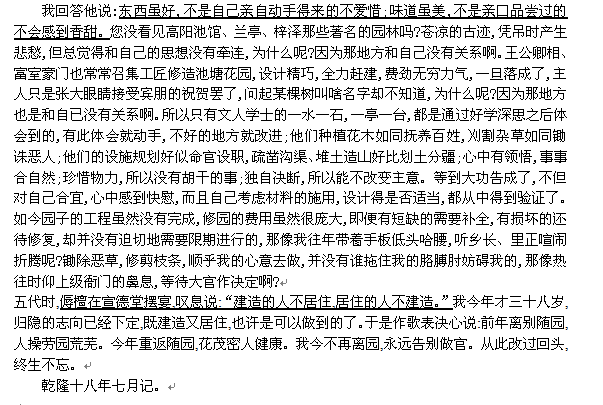 我回答他说:东西虽好,不是自己亲自动手得来的不爱惜;味道虽美,不是亲口品尝过的
不会感到香甜。您没看见高阳池馆、兰亭、梓泽那些著名的园林吗?苍凉的古迹,凭吊时产生
悲愁,但总觉得和自己的思想没有牵连,为什么呢?因为那地方和自己没有关系啊。王公卿相、
富室豪门也常常召集工匠修造池塘花园,设计精巧,全力赶建,费劲无穷力气,一旦落成了,主
人只是张大眼睛接受宾朋的祝贺罢了,问起某棵树叫啥名字却不知道,为什么呢?因为那地方
也是和自已没有关系啊。所以只有文人学士的一水一石,一亭一台,都是通过好学深思之后体
会到的,有此体会就动手,不好的地方就改进;他们种植花木如同抚养百姓,刈割杂草如同锄
诛恶人;他们的设施规划好似命官设职,疏凿沟渠、堆土造山好比划土分疆;心中有领悟,事事
合自然;珍惜物力,所以没有胡干的事;独自决断,所以能不改变主意。等到大功告成了,不但
对自己合宜,心中感到快慰,而且自己考虑材料的施用,设计得是否适当,都从中得到验证了。
如今园子的工程虽然没有完成,修园的费用虽然很庞大,即便有短缺的需要补全,有损坏的还
待修复,却并没有迫切地需要限期进行的,那像我往年带着手板低头哈腰,听乡长、里正喧闹
折腾呢?锄除恶草,修剪枝条,顺乎我的心意去做,并没有谁拖住我的胳膊肘妨碍我的,那像热
往时仰上级衙门的鼻息,等待大官作决定啊?
五代时,偃檀在宣德堂摆宴,叹息说:“建造的人不居住,居住的人不建造。”我今年才三十八岁,
归隐的志向已经下定,既建造又居住,也许是可以做到的了。于是作歌表决心说:前年离别随园,
人操劳园荒芜。今年重返随园,花茂密人健康。我今不再离园,永远告别做官。从此改过回头,
终生不忘。
乾隆十八年七月记。